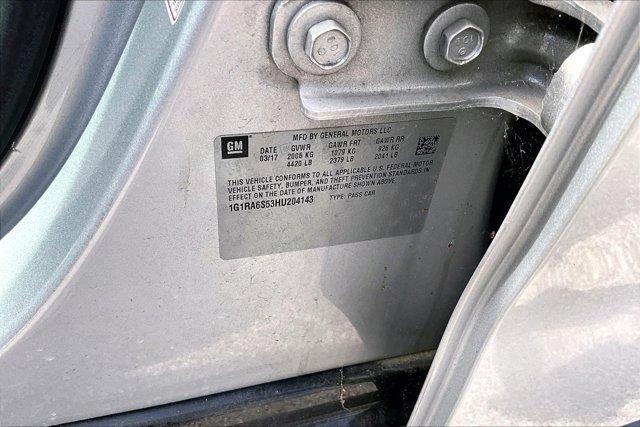 GM
MFD BY GENERAL MOTORS LLC
DATE GVWR GAWR FRT GAWR RR
03/17 2005 KG 1079 KG 926 KG
4420 LB 2379 LB 2041 LB
THIS VEHICLE CONFORMS TO ALL APPLICABLE U.S. FEDERAL MOTOR
VEHICLE SAFETY, BUMPER, AND THEFT PREVENTION STANDARDS IN
EFFECT ON THE DATE OF MANUFACTURE SHOWN ABOVE.
1G1RA6S53HU204143 TYPE: PASS CAR